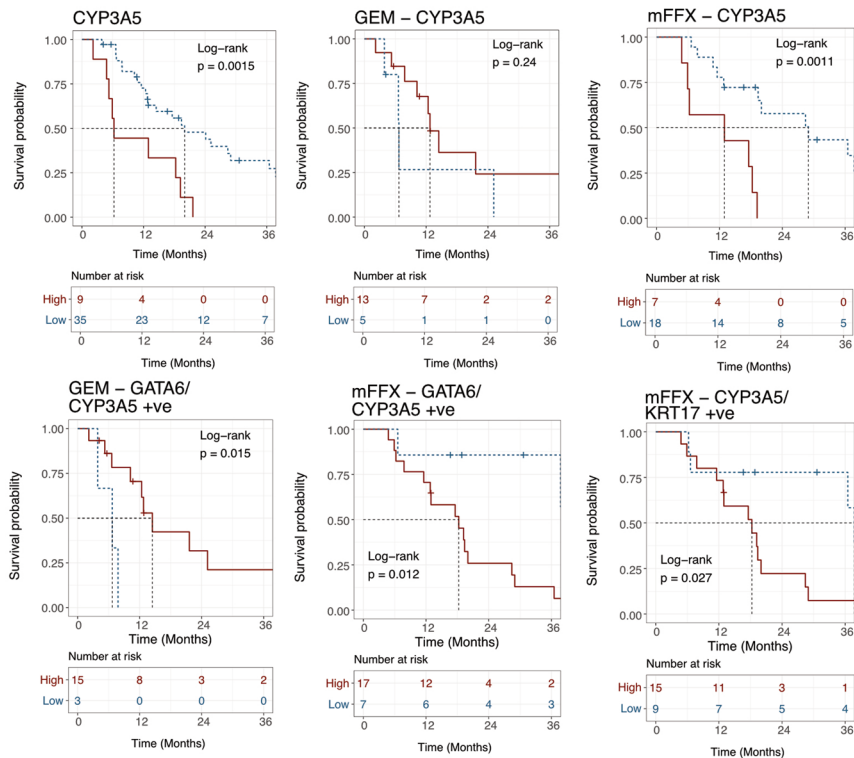 CYP3A5
Survival probability
1.00
0.75
0.50
0.25
0.00
Log-rank
p = 0.0015
0 12 24 36
Time (Months)
Number at risk
High 9 4 0 0
Low 35 23 12 7
0 12 24 36
Time (Months)
GEM – CYP3A5
Survival probability
1.00
0.75
0.50
0.25
0.00
Log-rank
p = 0.24
0 12 24 36
Time (Months)
Number at risk
High 13 7 2 2
Low 5 1 1 0
0 12 24 36
Time (Months)
mFFX – CYP3A5
Survival probability
1.00
0.75
0.50
0.25
0.00
Log-rank
p = 0.0011
0 12 24 36
Time (Months)
Number at risk
High 7 4 0 0
Low 18 14 8 5
0 12 24 36
Time (Months)
GEM – GATA6/
CYP3A5 +ve
Survival probability
1.00
0.75
0.50
0.25
0.00
Log-rank
p = 0.015
0 12 24 36
Time (Months)
Number at risk
High 15 8 3 2
Low 3 0 0 0
0 12 24 36
Time (Months)
mFFX – GATA6/
CYP3A5 +ve
Survival probability
1.00
0.75
0.50
0.25
0.00
Log-rank
p = 0.012
0 12 24 36
Time (Months)
Number at risk
High 17 12 4 2
Low 7 6 4 3
0 12 24 36
Time (Months)
mFFX – CYP3A5/
KRT17 +ve
Survival probability
1.00
0.75
0.50
0.25
0.00
Log-rank
p = 0.027
0 12 24 36
Time (Months)
Number at risk
High 15 11 3 1
Low 9 7 5 4
0 12 24 36
Time (Months)